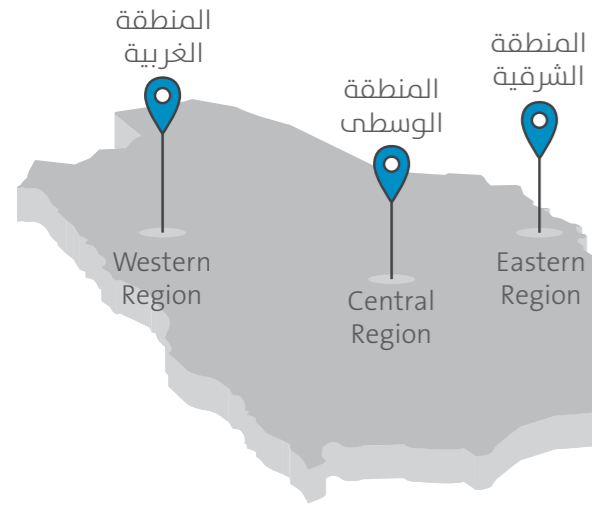 المنطقة
الغربية
المنطقة
الوسطى
المنطقة
الشرقية
Western
Region
Central
Region
Eastern
Region